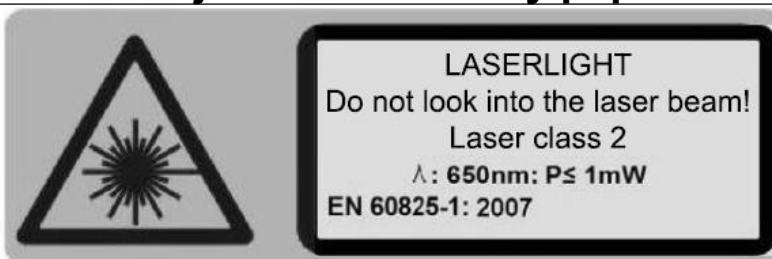 LASERLIGHT
Do not look into the laser beam!
Laser class 2
λ: 650nm; P≤ 1mW
EN 60825-1: 2007